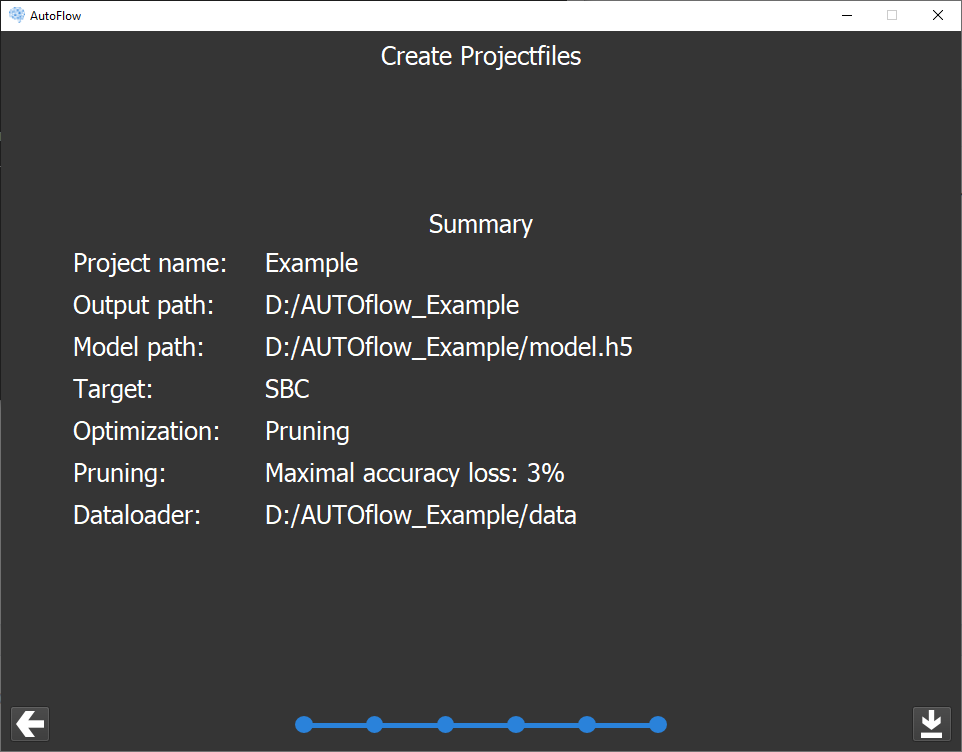 AutoFlow
Create Projectfiles
Summary
Project name: Example
Output path: D:/AUTOflow_Example
Model path: D:/AUTOflow_Example/model.h5
Target: SBC
Optimization: Pruning
Pruning: Maximal accuracy loss: 3%
Dataloader: D:/AUTOflow_Example/data